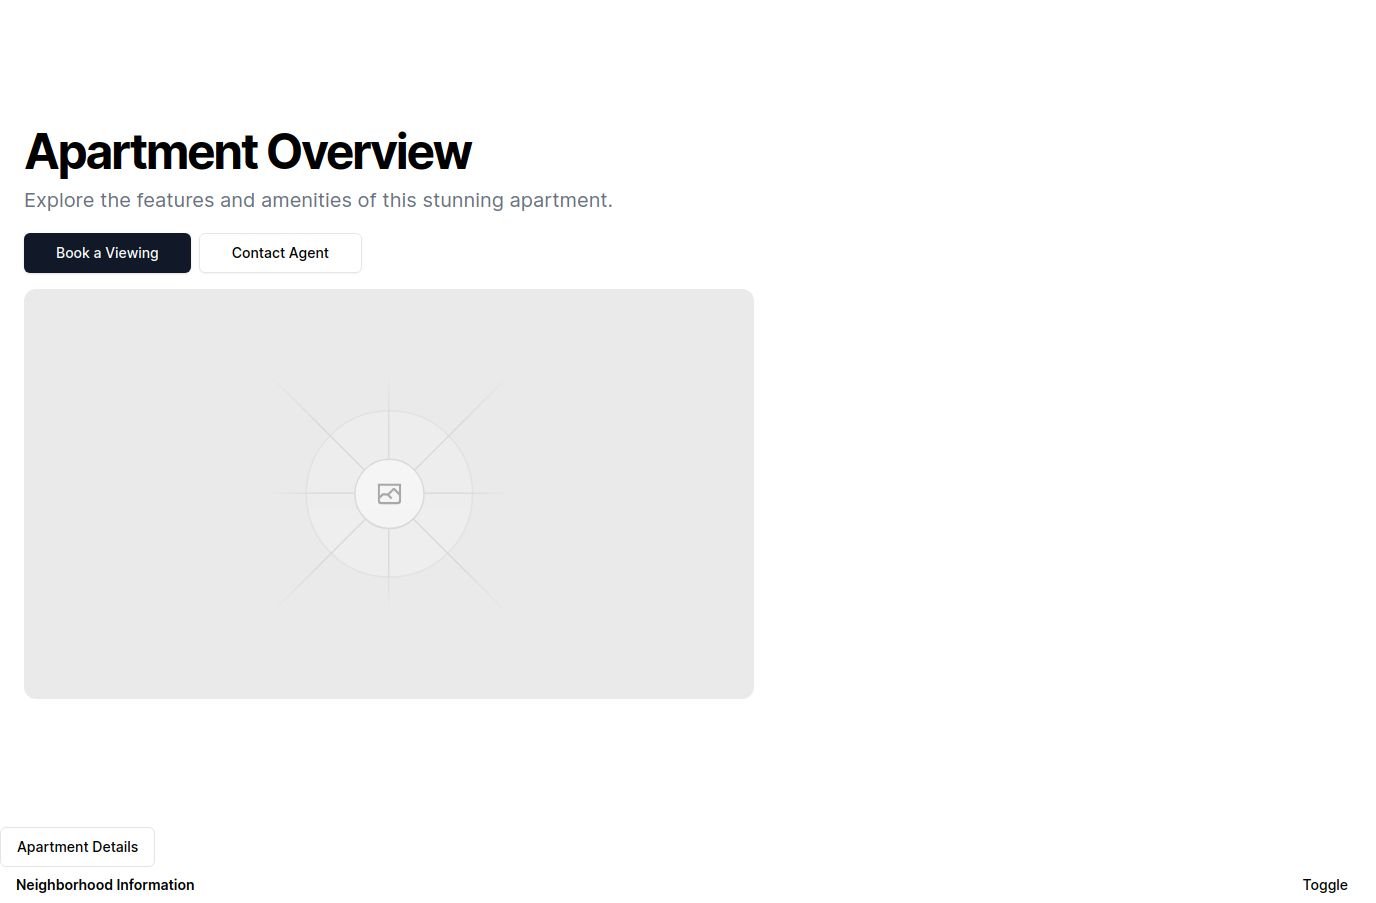 Apartment Overview
Explore the features and amenities of this stunning apartment.
Book a Viewing
Contact Agent
Apartment Details
Neighborhood Information
Toggle